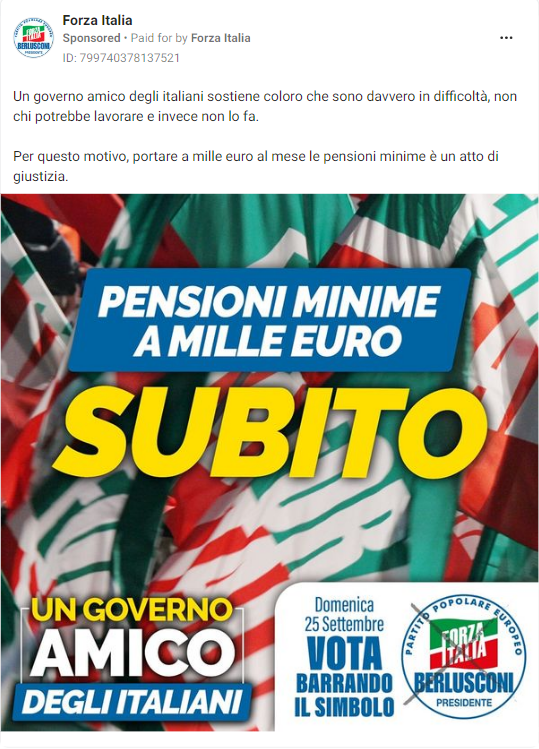 Forza Italia
Sponsored • Paid for by Forza Italia
ID: 799740378137521
Un governo amico degli italiani sostiene coloro che sono davvero in difficoltà, non
chi potrebbe lavorare e invece non lo fa.
Per questo motivo, portare a mille euro al mese le pensioni minime è un atto di
giustizia.
PENSIONI MINIME
A MILLE EURO
SUBITO
UN GOVERNO
AMICO
DEGLI ITALIANI
Domenica
25 Settembre
VOTA
BARRANDO
IL SIMBOLO
PARTITO POPOLARE EUROPEO
FORZA
ITALIA
BERLUSCONI
PRESIDENTE